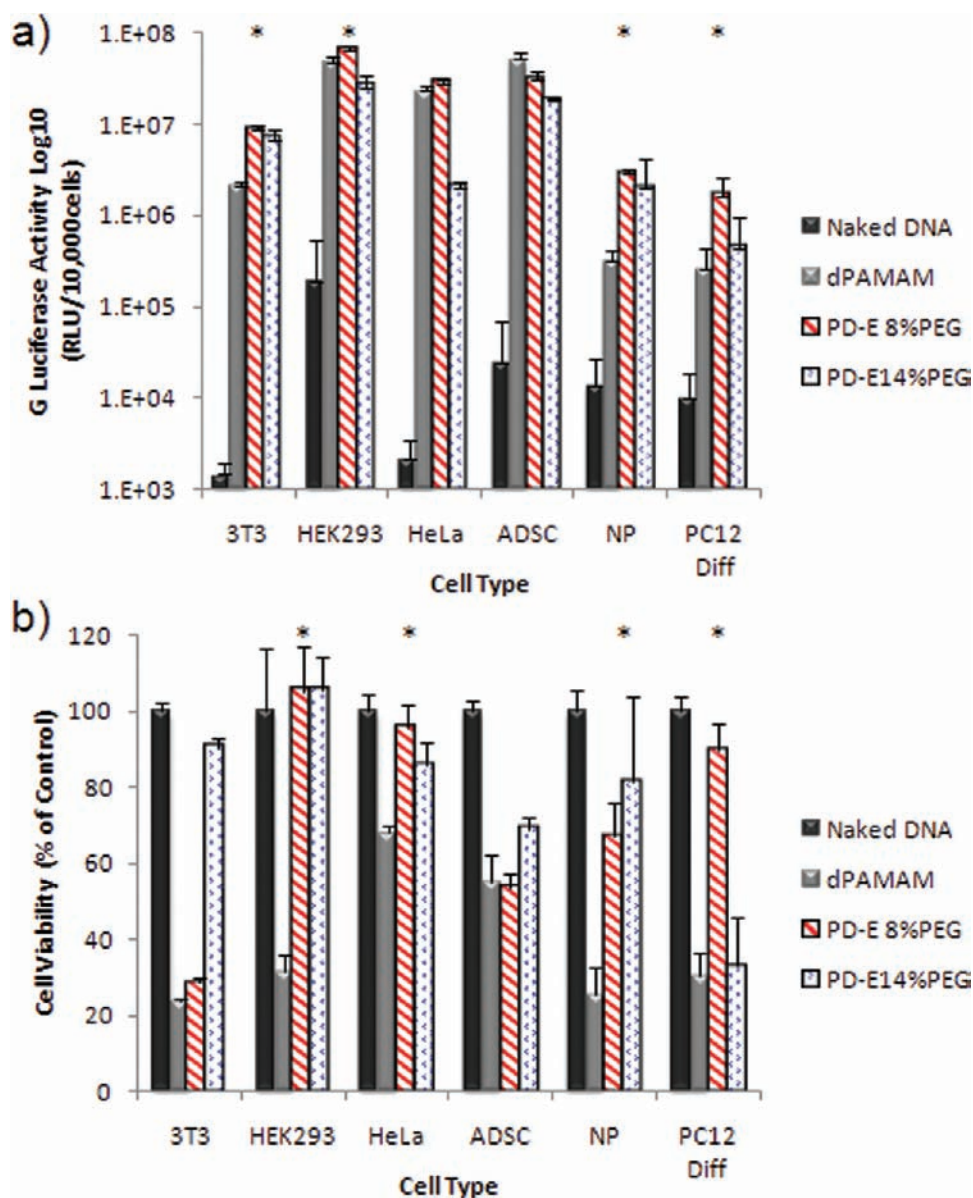 a)
* * * *
1.E+08
1.E+07
1.E+06
1.E+05
1.E+04
1.E+03
G Luciferase Activity Log10
(RLU/10,000cells)
3T3 HEK293 HeLa ADSC NP PC12
Diff
Cell Type
Naked DNA
dPAMAM
PD-E 8%PEG
PD-E14%PEG
b)
* * * *
120
100
80
60
40
20
0
Cell Viability (% of Control)
3T3 HEK293 HeLa ADSC NP PC12
Diff
Cell Type
Naked DNA
dPAMAM
PD-E 8%PEG
PD-E14%PEG